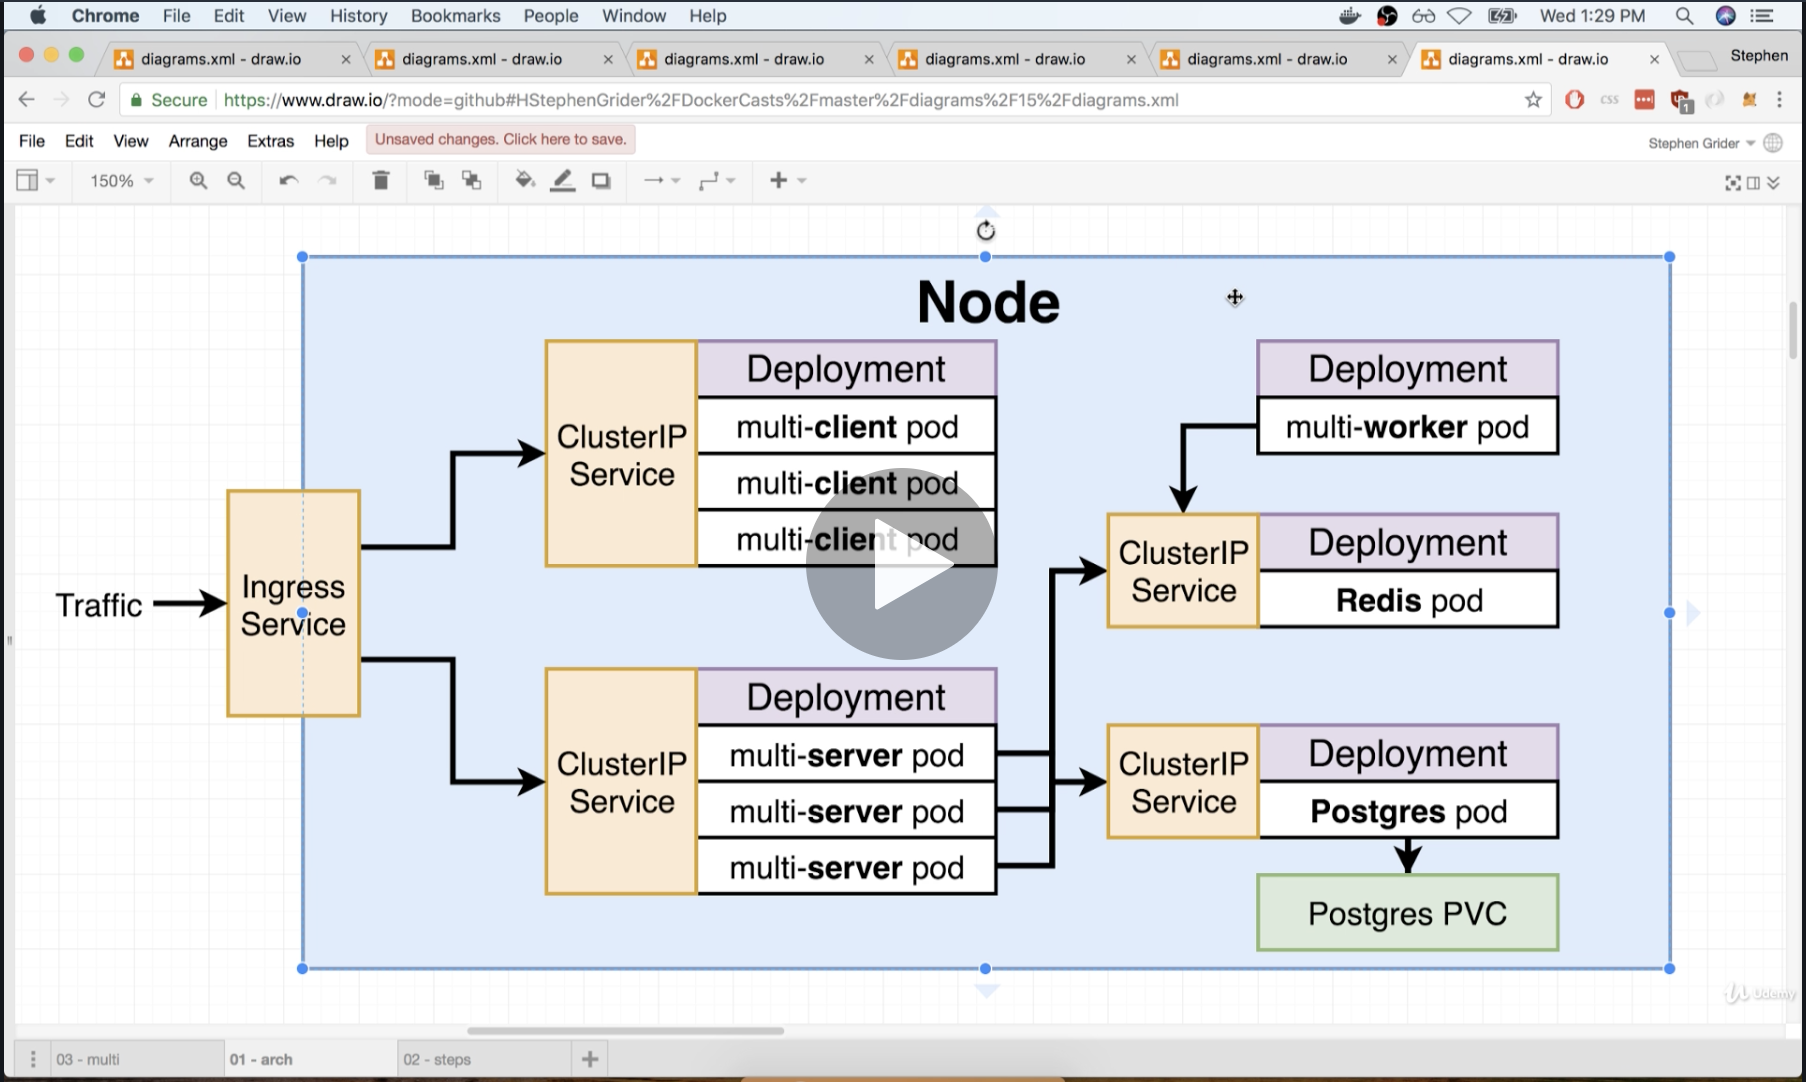 Chrome File Edit View History Bookmarks People Window Help Wed 1:29 PM
diagrams.xml - draw.io diagrams.xml - draw.io diagrams.xml - draw.io diagrams.xml - draw.io diagrams.xml - draw.io diagrams.xml - draw.io Stephen
Secure https://www.draw.io/?mode=github#HStephenGrider%2FDockerCasts%2Fmaster%2Fdiagrams%2F15%2Fdiagrams.xml CSS 1
File Edit View Arrange Extras Help Unsaved changes. Click here to save. Stephen Grider
150%
Node
Deployment
multi-client pod
multi-client pod
multi-client pod
ClusterIP
Service
Deployment
multi-worker pod
Traffic
Ingress
Service
ClusterIP
Service
Deployment
Redis pod
ClusterIP
Service
Deployment
multi-server pod
multi-server pod
multi-server pod
ClusterIP
Service
Deployment
Postgres pod
Postgres PVC
Udemy
03 - multi 01 - arch 02 - steps